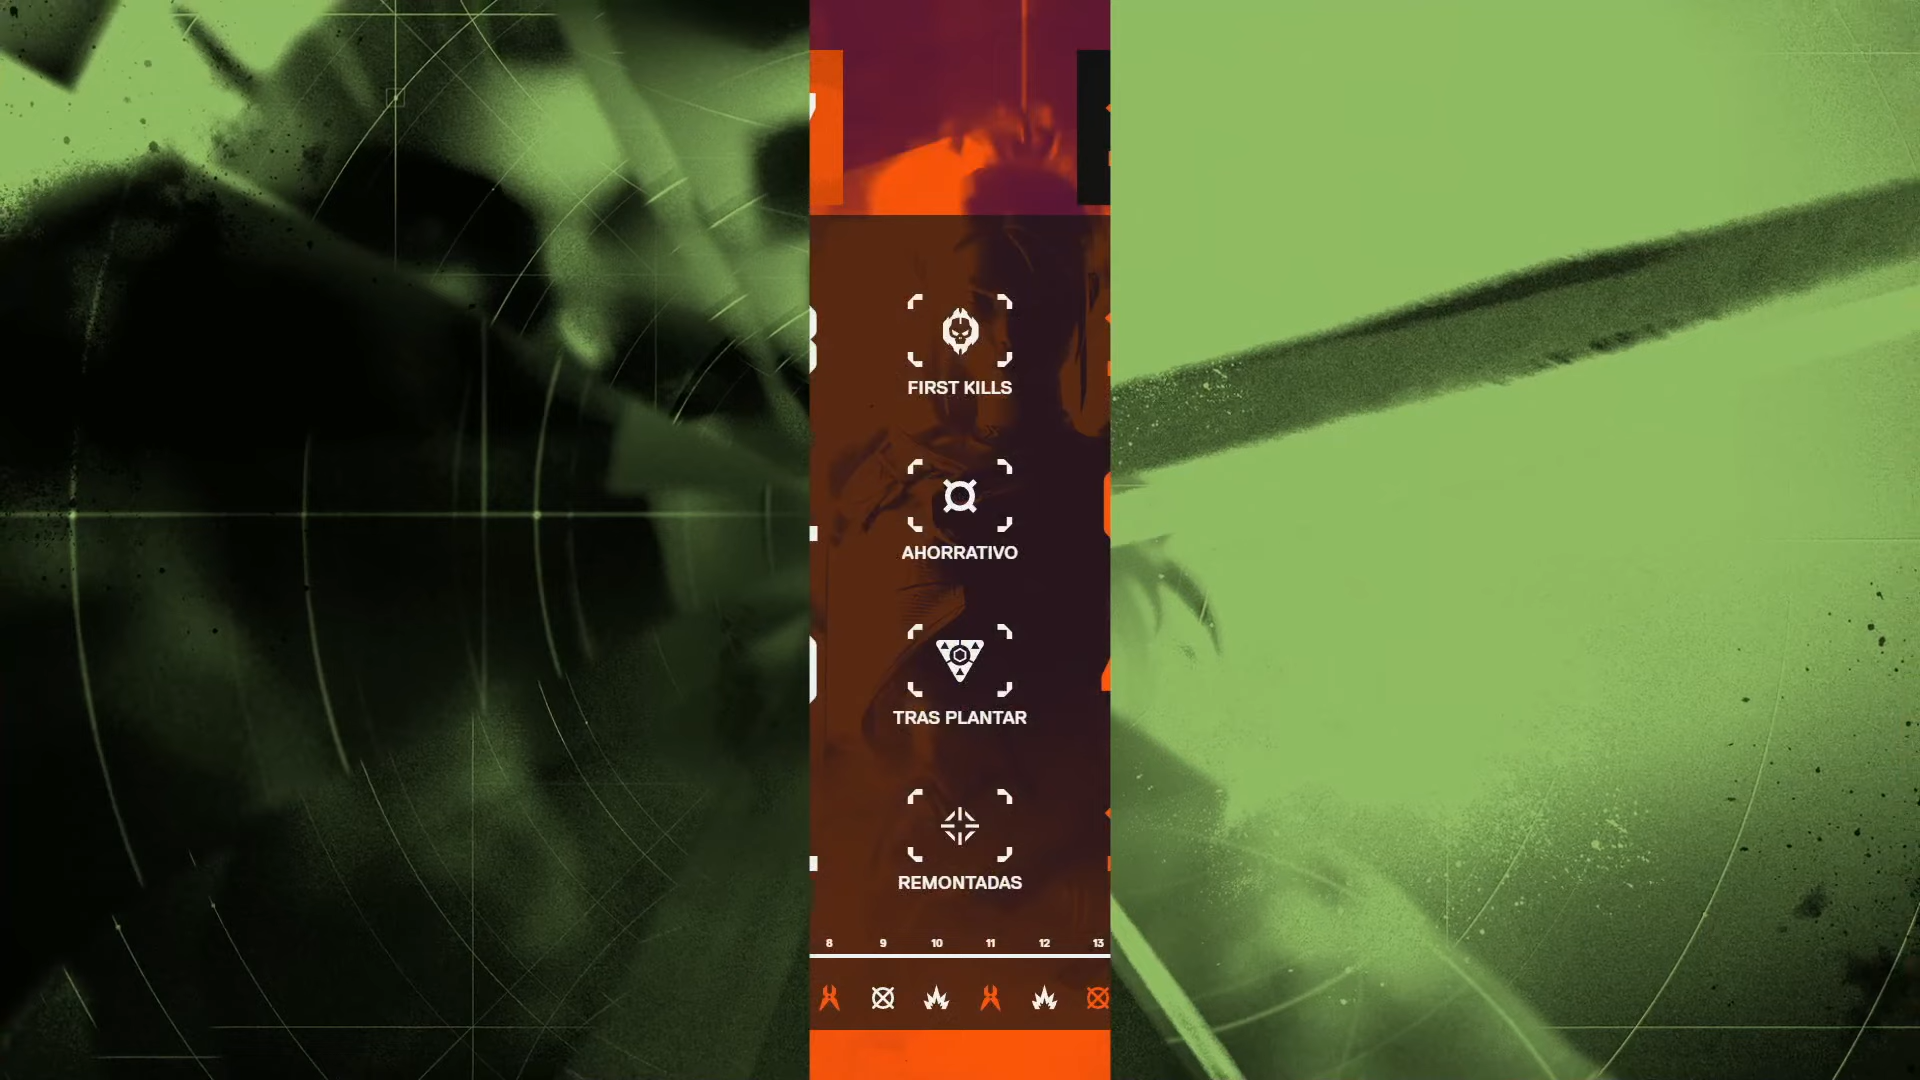 FIRST KILLS
AHORRATIVO
TRAS PLANTAR
REMONTADAS
8 9 10 11 12 13